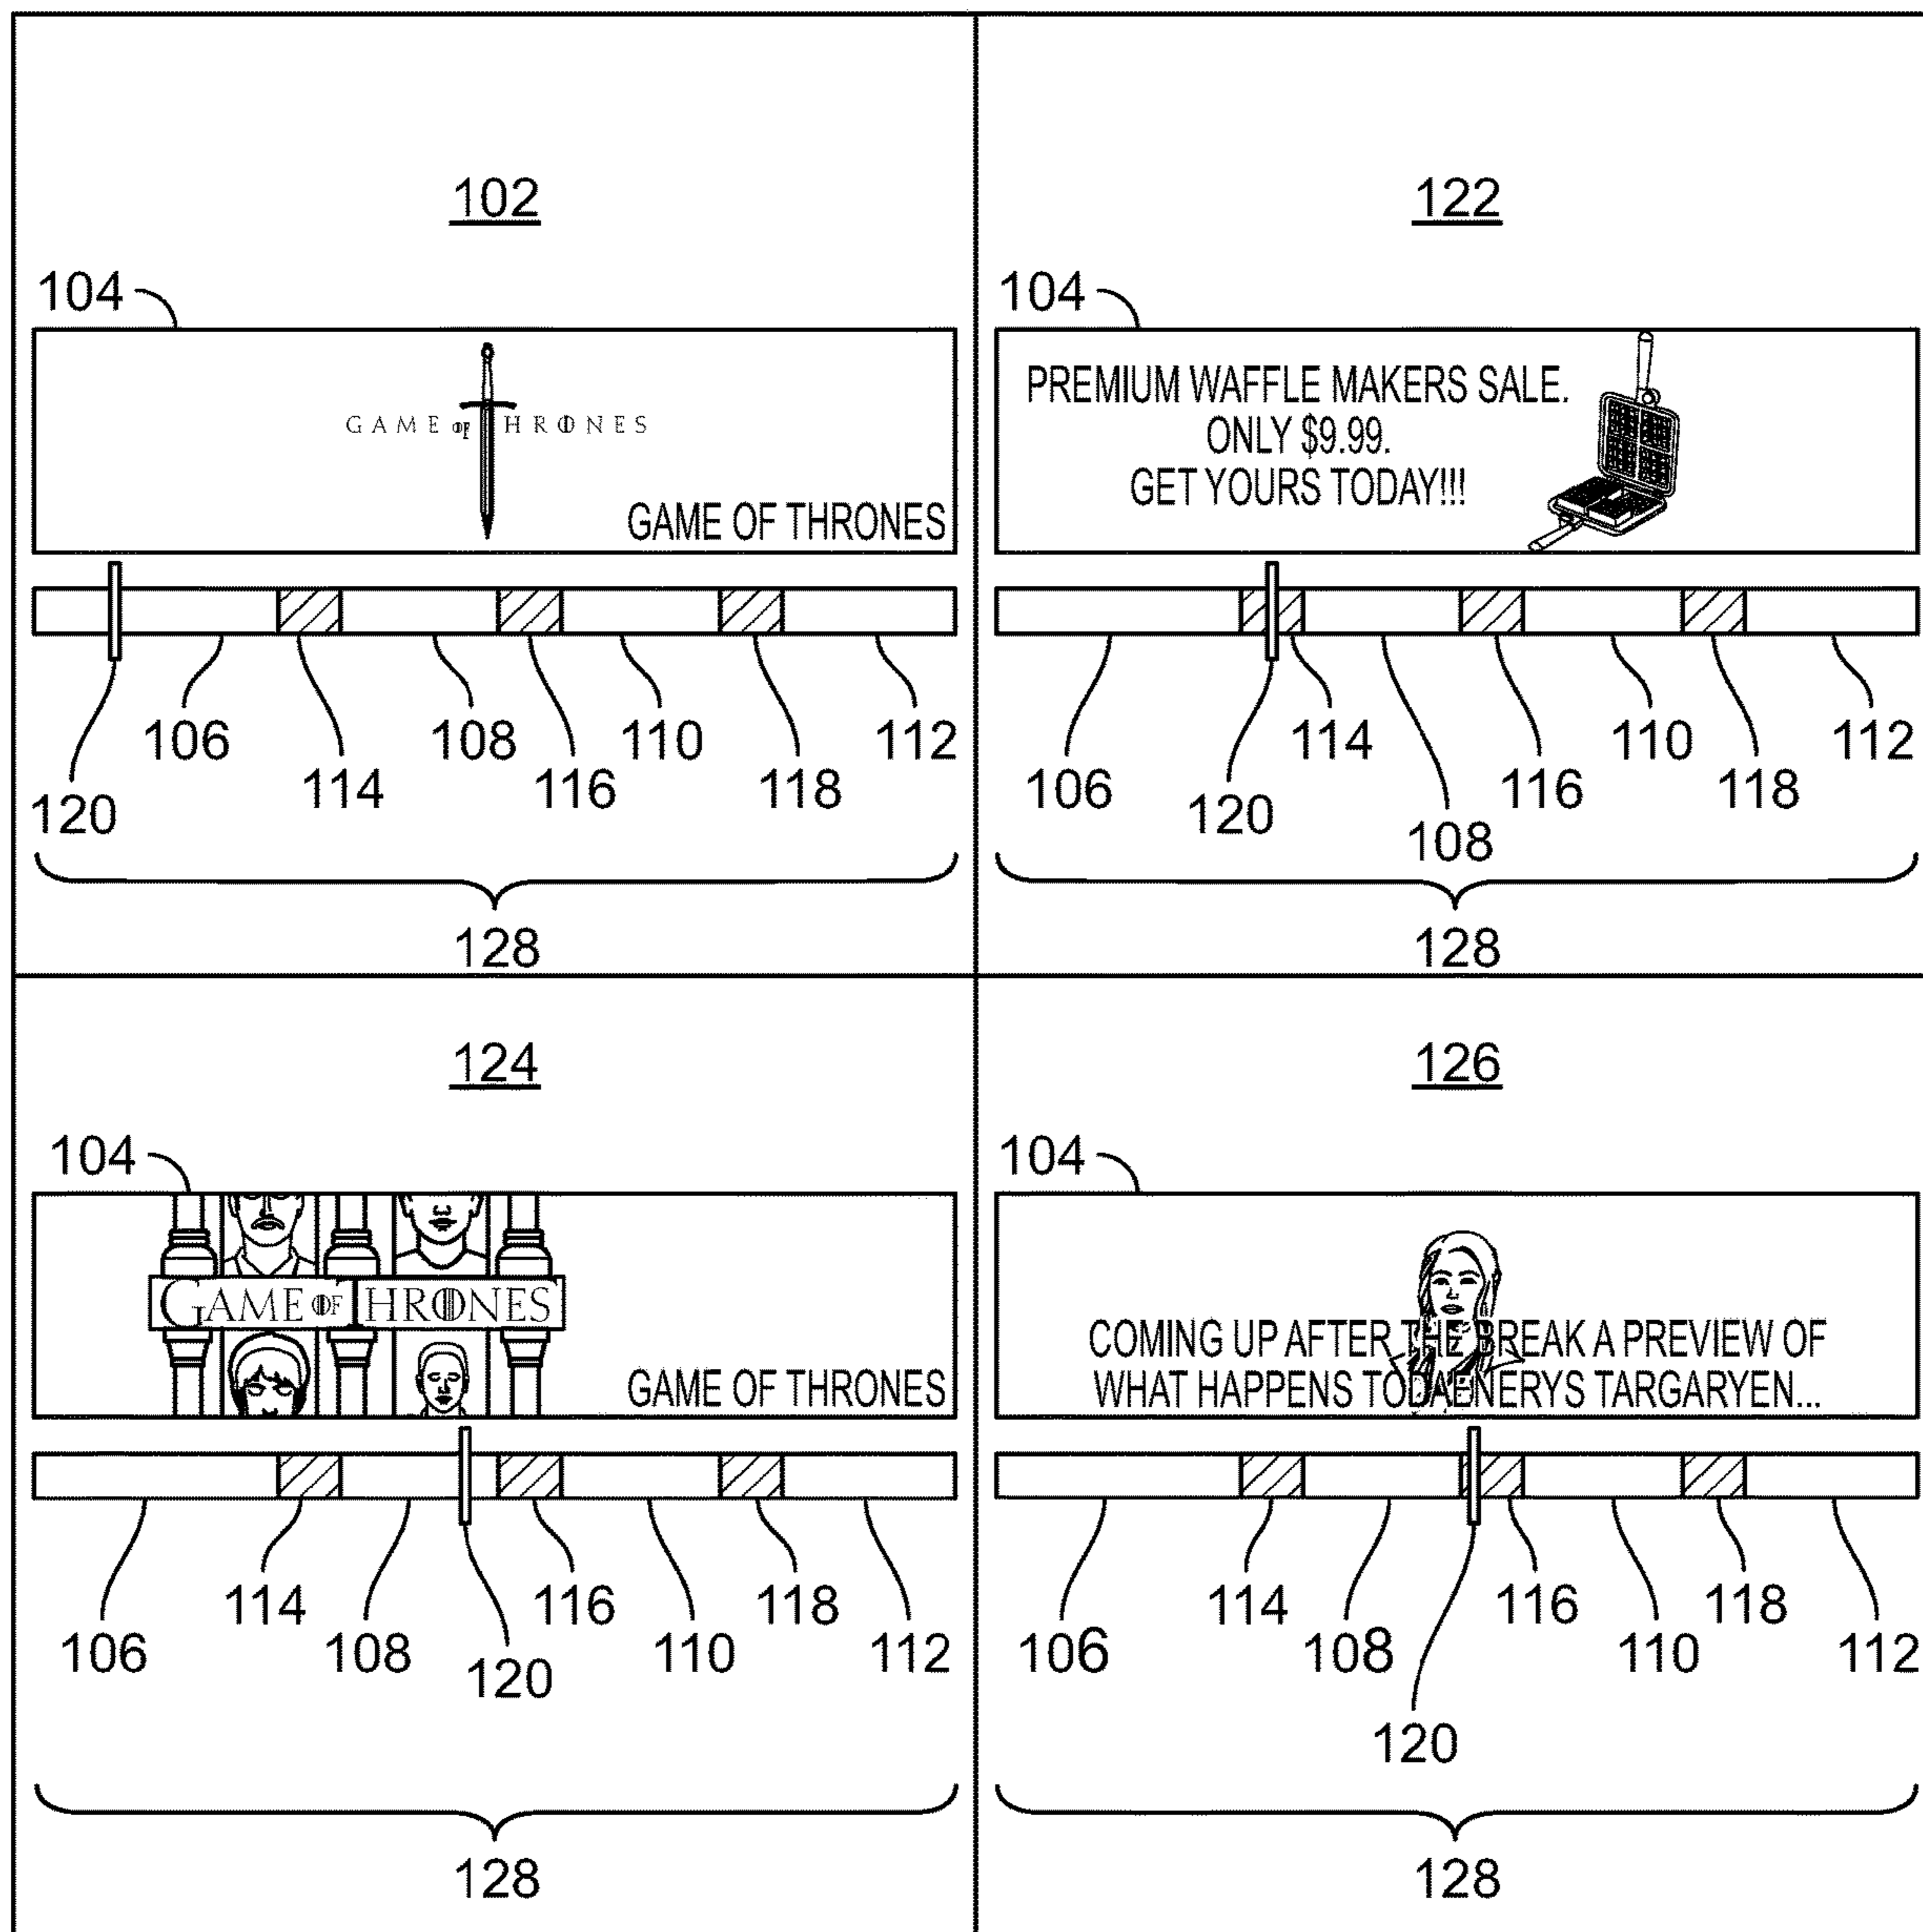 102
104
GAME OF THRONES
GAME OF THRONES
106 108 110 112
114 116 118
120
128
122
104
PREMIUM WAFFLE MAKERS SALE.
ONLY $9.99.
GET YOURS TODAY!!!
114 110 112
106 120 116 118
108
128
124
104
GAME OF THRONES
GAME OF THRONES
114 116 118
106 108 110 112
120
128
126
104
COMING UP AFTER THE BREAK A PREVIEW OF
WHAT HAPPENS TODAENERYS TARGARYEN...
114 116 118
106 108 110 112
120
128